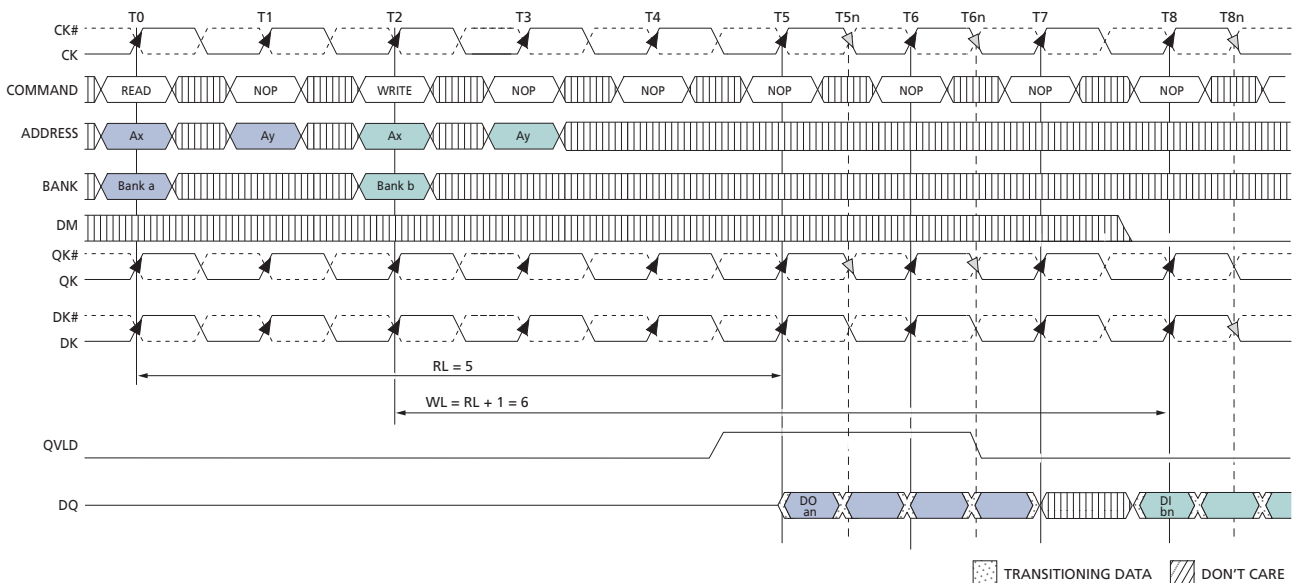 T0 T1 T2 T3 T4 T5 T5n T6 T6n T7 T8 T8n
CK#
CK
COMMAND READ NOP WRITE NOP NOP NOP NOP NOP NOP
ADDRESS Ax Ay Ax Ay
BANK Bank a Bank b
DM
QK#
QK
DK#
DK
RL = 5
WL = RL + 1 = 6
QVLD
DQ DO an DI bn
TRANSITIONING DATA DON'T CARE